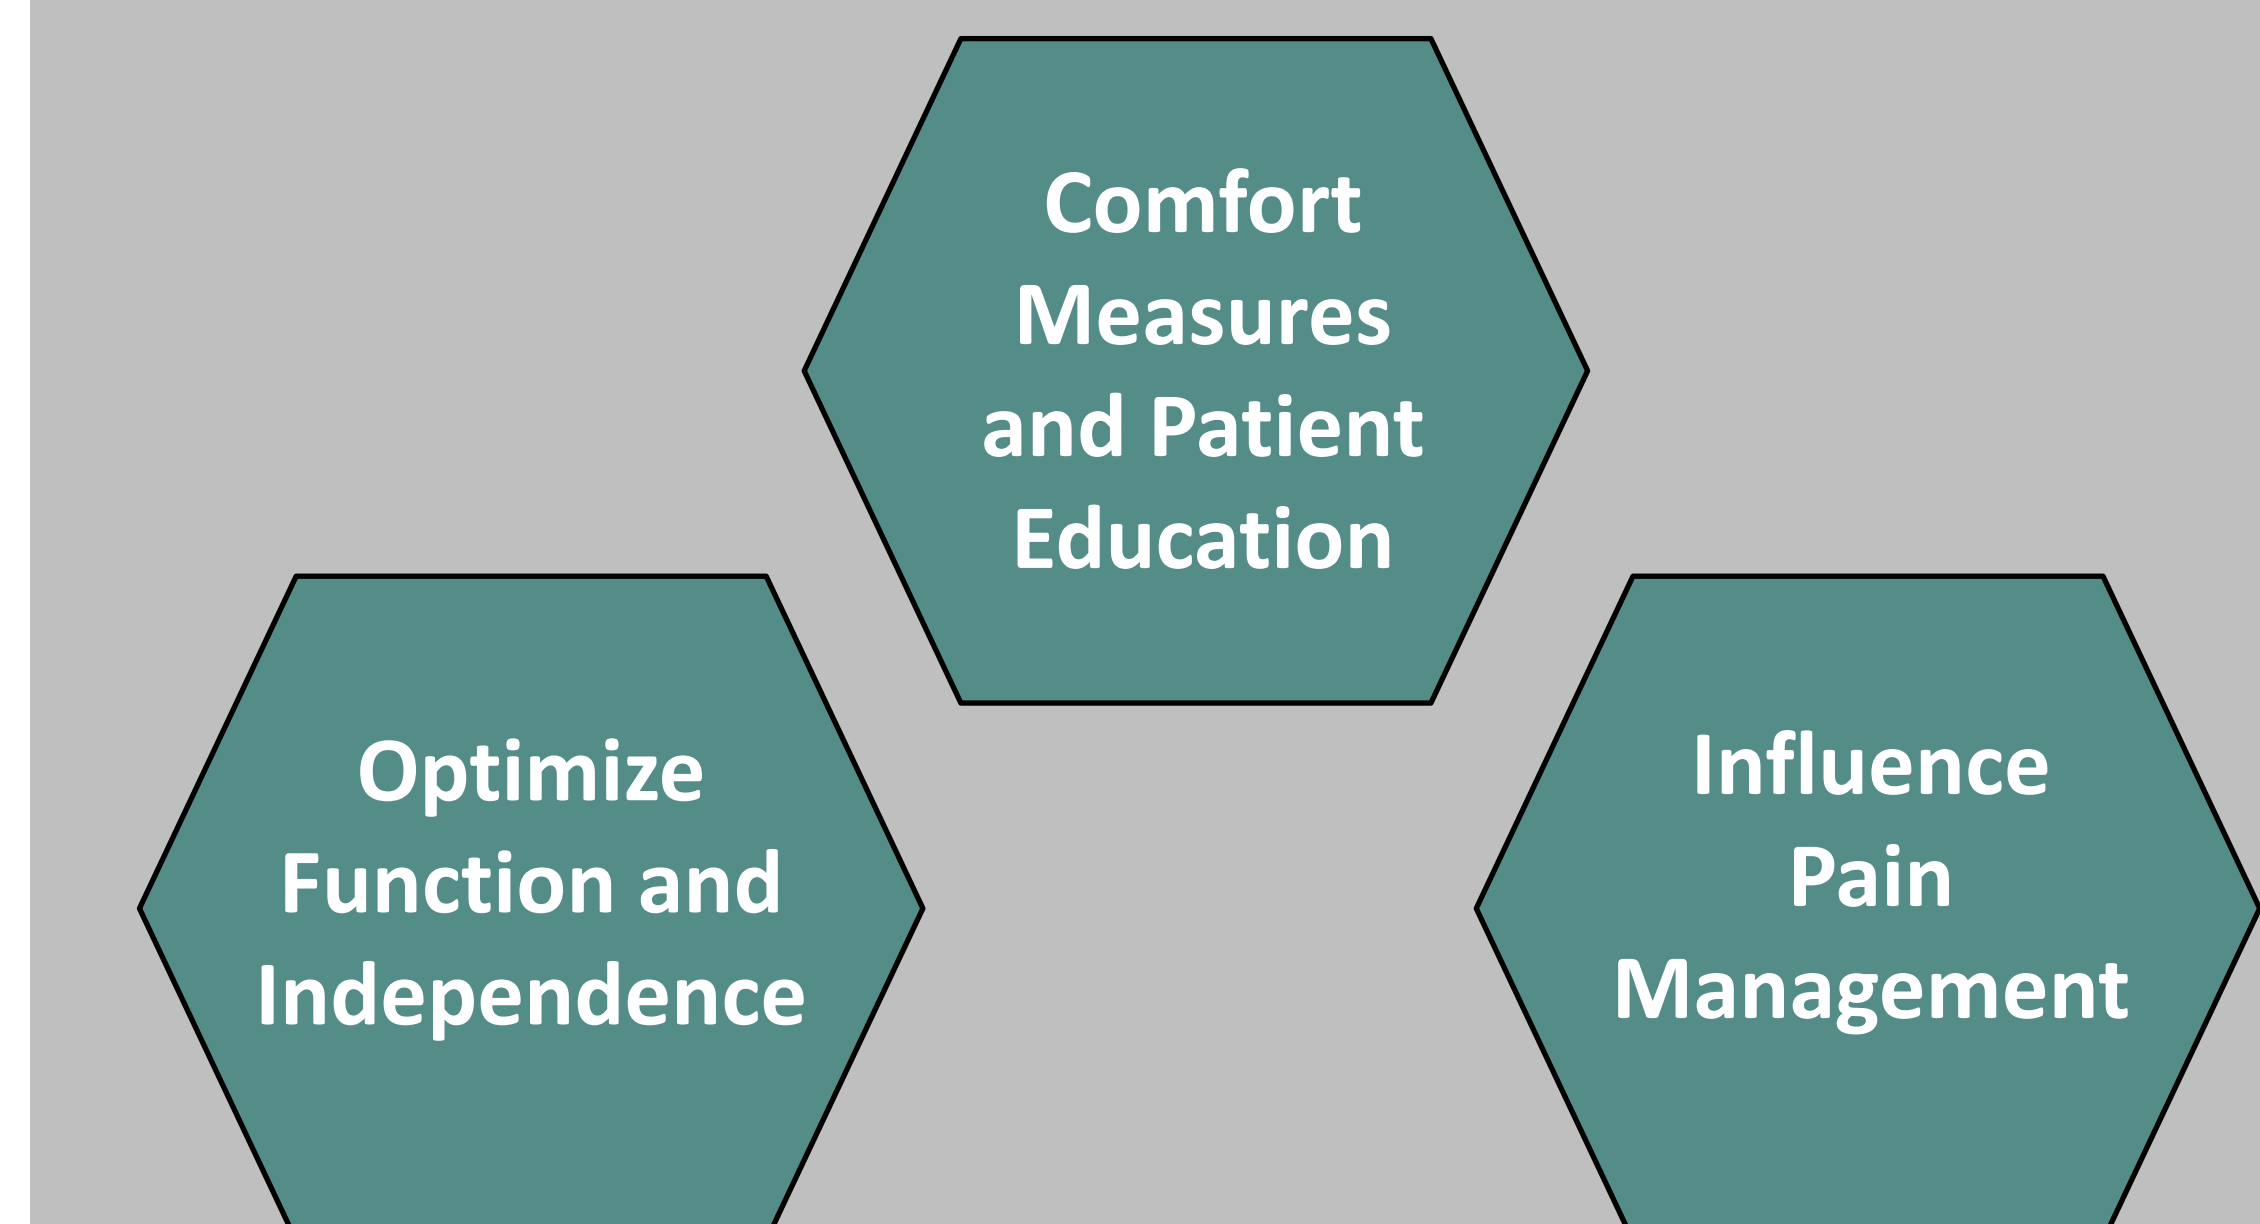 Comfort
Measures
and Patient
Education
Optimize
Function and
Independence
Influence
Pain
Management